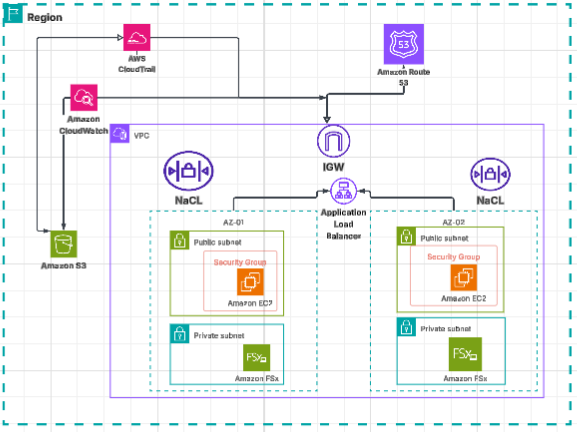 Region
AWS
CloudTrail
53
Amazon Route
53
Amazon
CloudWatch
VPC
IGW
NaCL
NaCL
Application
Load
Balancer
AZ-01
AZ-02
Public subnet
Public subnet
Security Group
Security Group
Amazon S3
Amazon EC2
Amazon EC2
Private subnet
Private subnet
FSx
FSx
Amazon FSx
Amazon FSx